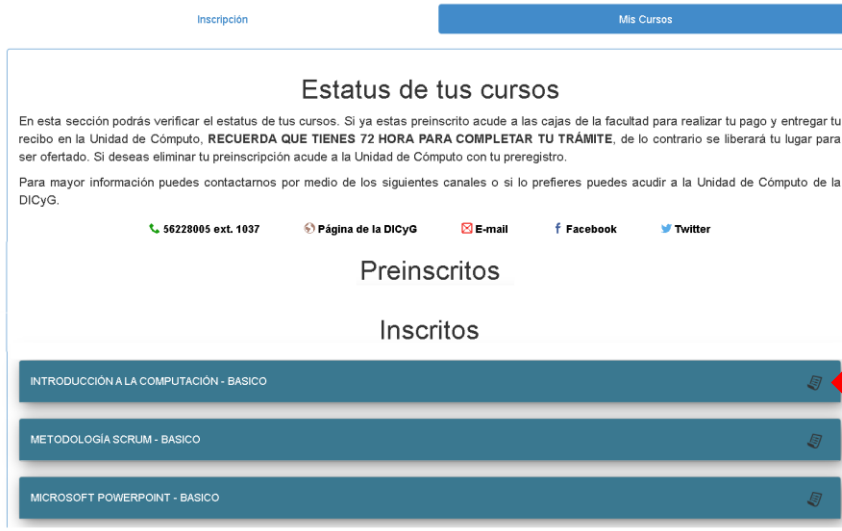 Inscripción
Mis Cursos
Estatus de tus cursos
En esta sección podrás verificar el estatus de tus cursos. Si ya estas preinscrito acude a las cajas de la facultad para realizar tu pago y entregar tu
recibo en la Unidad de Cómputo, RECUERDA QUE TIENES 72 HORA PARA COMPLETAR TU TRÁMITE, de lo contrario se liberará tu lugar para
ser ofertado. Si deseas eliminar tu preinscripción acude a la Unidad de Cómputo con tu preregistro.
Para mayor información puedes contactarnos por medio de los siguientes canales o si lo prefieres puedes acudir a la Unidad de Cómputo de la
DICyG.
56228005 ext. 1037 Página de la DICyG E-mail Facebook Twitter
Preinscritos
Inscritos
INTRODUCCIÓN A LA COMPUTACIÓN - BASICO
METODOLOGÍA SCRUM - BASICO
MICROSOFT POWERPOINT - BASICO